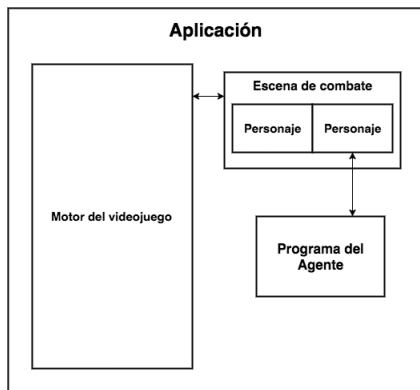 Aplicación
Escena de combate
Personaje Personaje
Motor del videojuego
Programa del
Agente